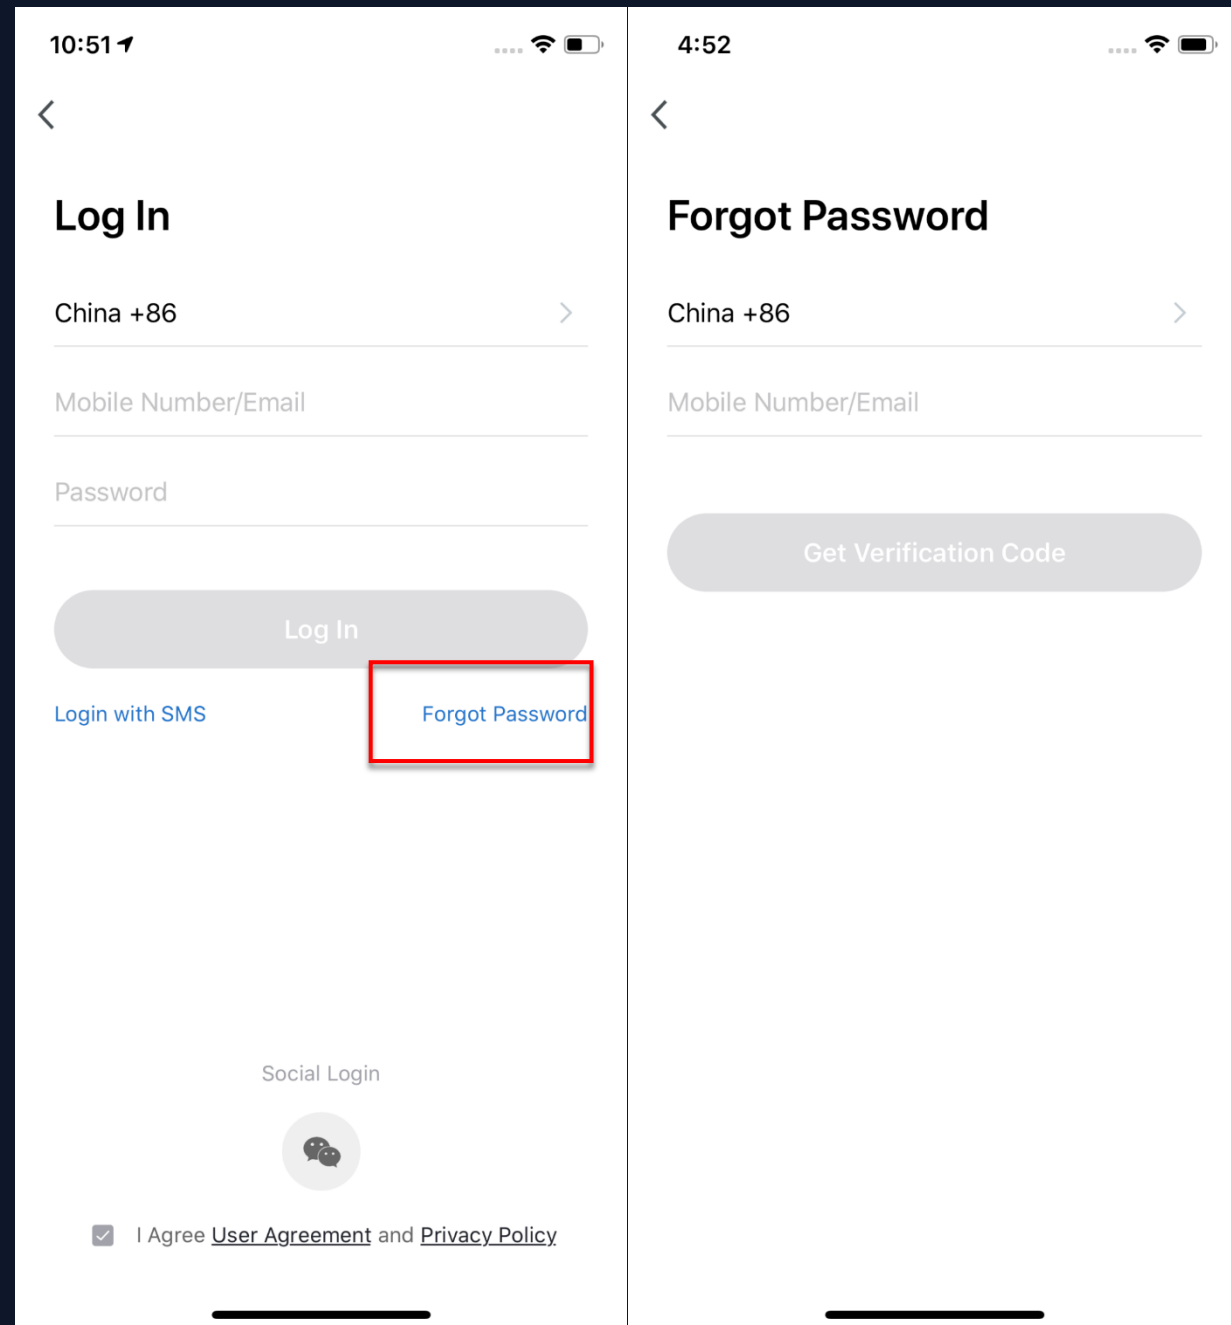 10:51
Log In
China +86
Mobile Number/Email
Password
Log In
Login with SMS
Forgot Password
Social Login
I Agree User Agreement and Privacy Policy
4:52
Forgot Password
China +86
Mobile Number/Email
Get Verification Code